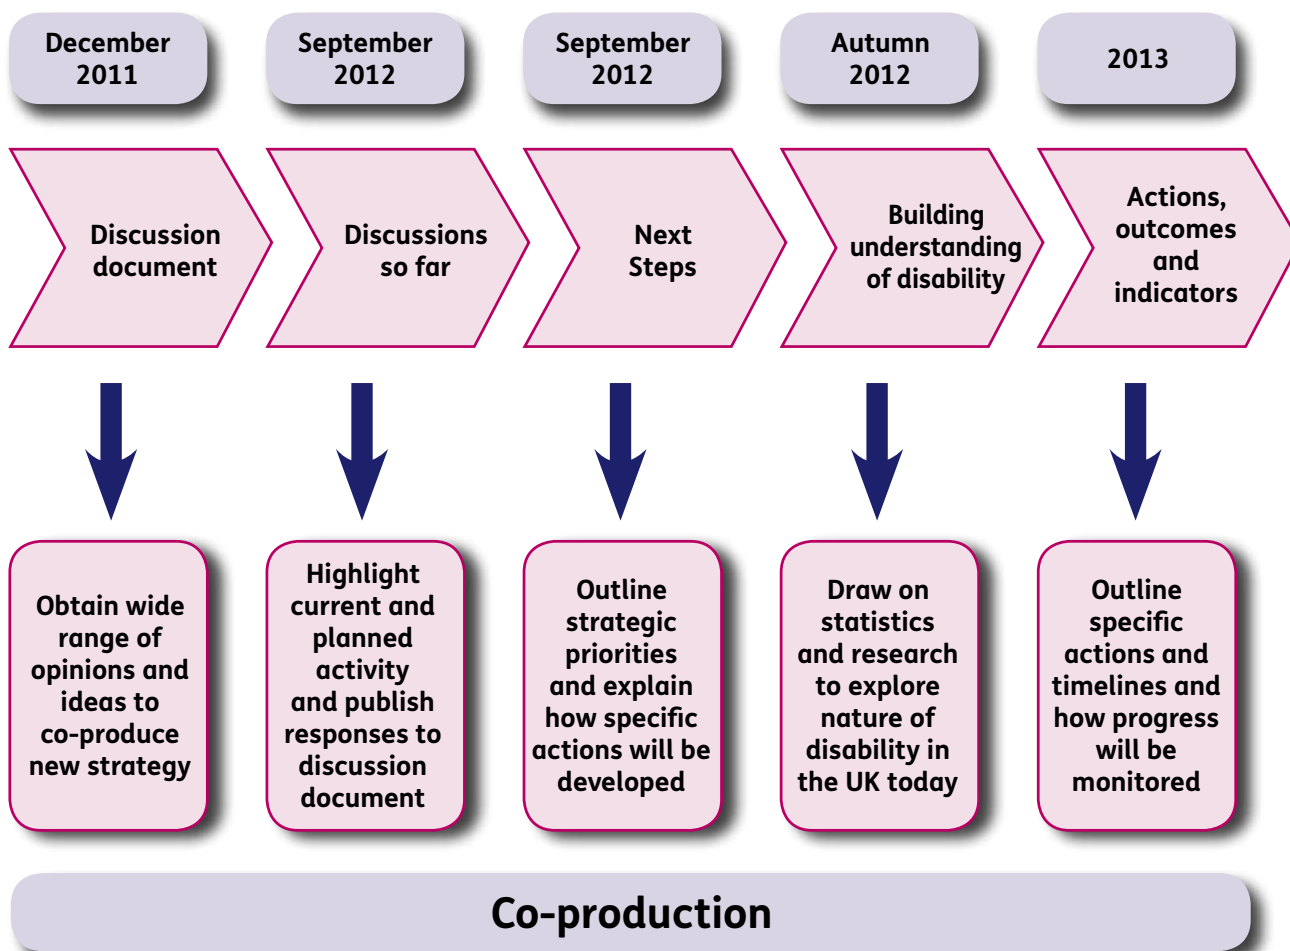 December
2011
September
2012
September
2012
Autumn
2012
2013
Discussion
document
Discussions
so far
Next
Steps
Building
understanding
of disability
Actions,
outcomes
and
indicators
Obtain wide
range of
opinions and
ideas to
co-produce
new strategy
Highlight
current and
planned
activity
and publish
responses to
discussion
document
Outline
strategic
priorities
and explain
how specific
actions will be
developed
Draw on
statistics
and research
to explore
nature of
disability in
the UK today
Outline
specific
actions and
timelines and
how progress
will be
monitored
Co-production